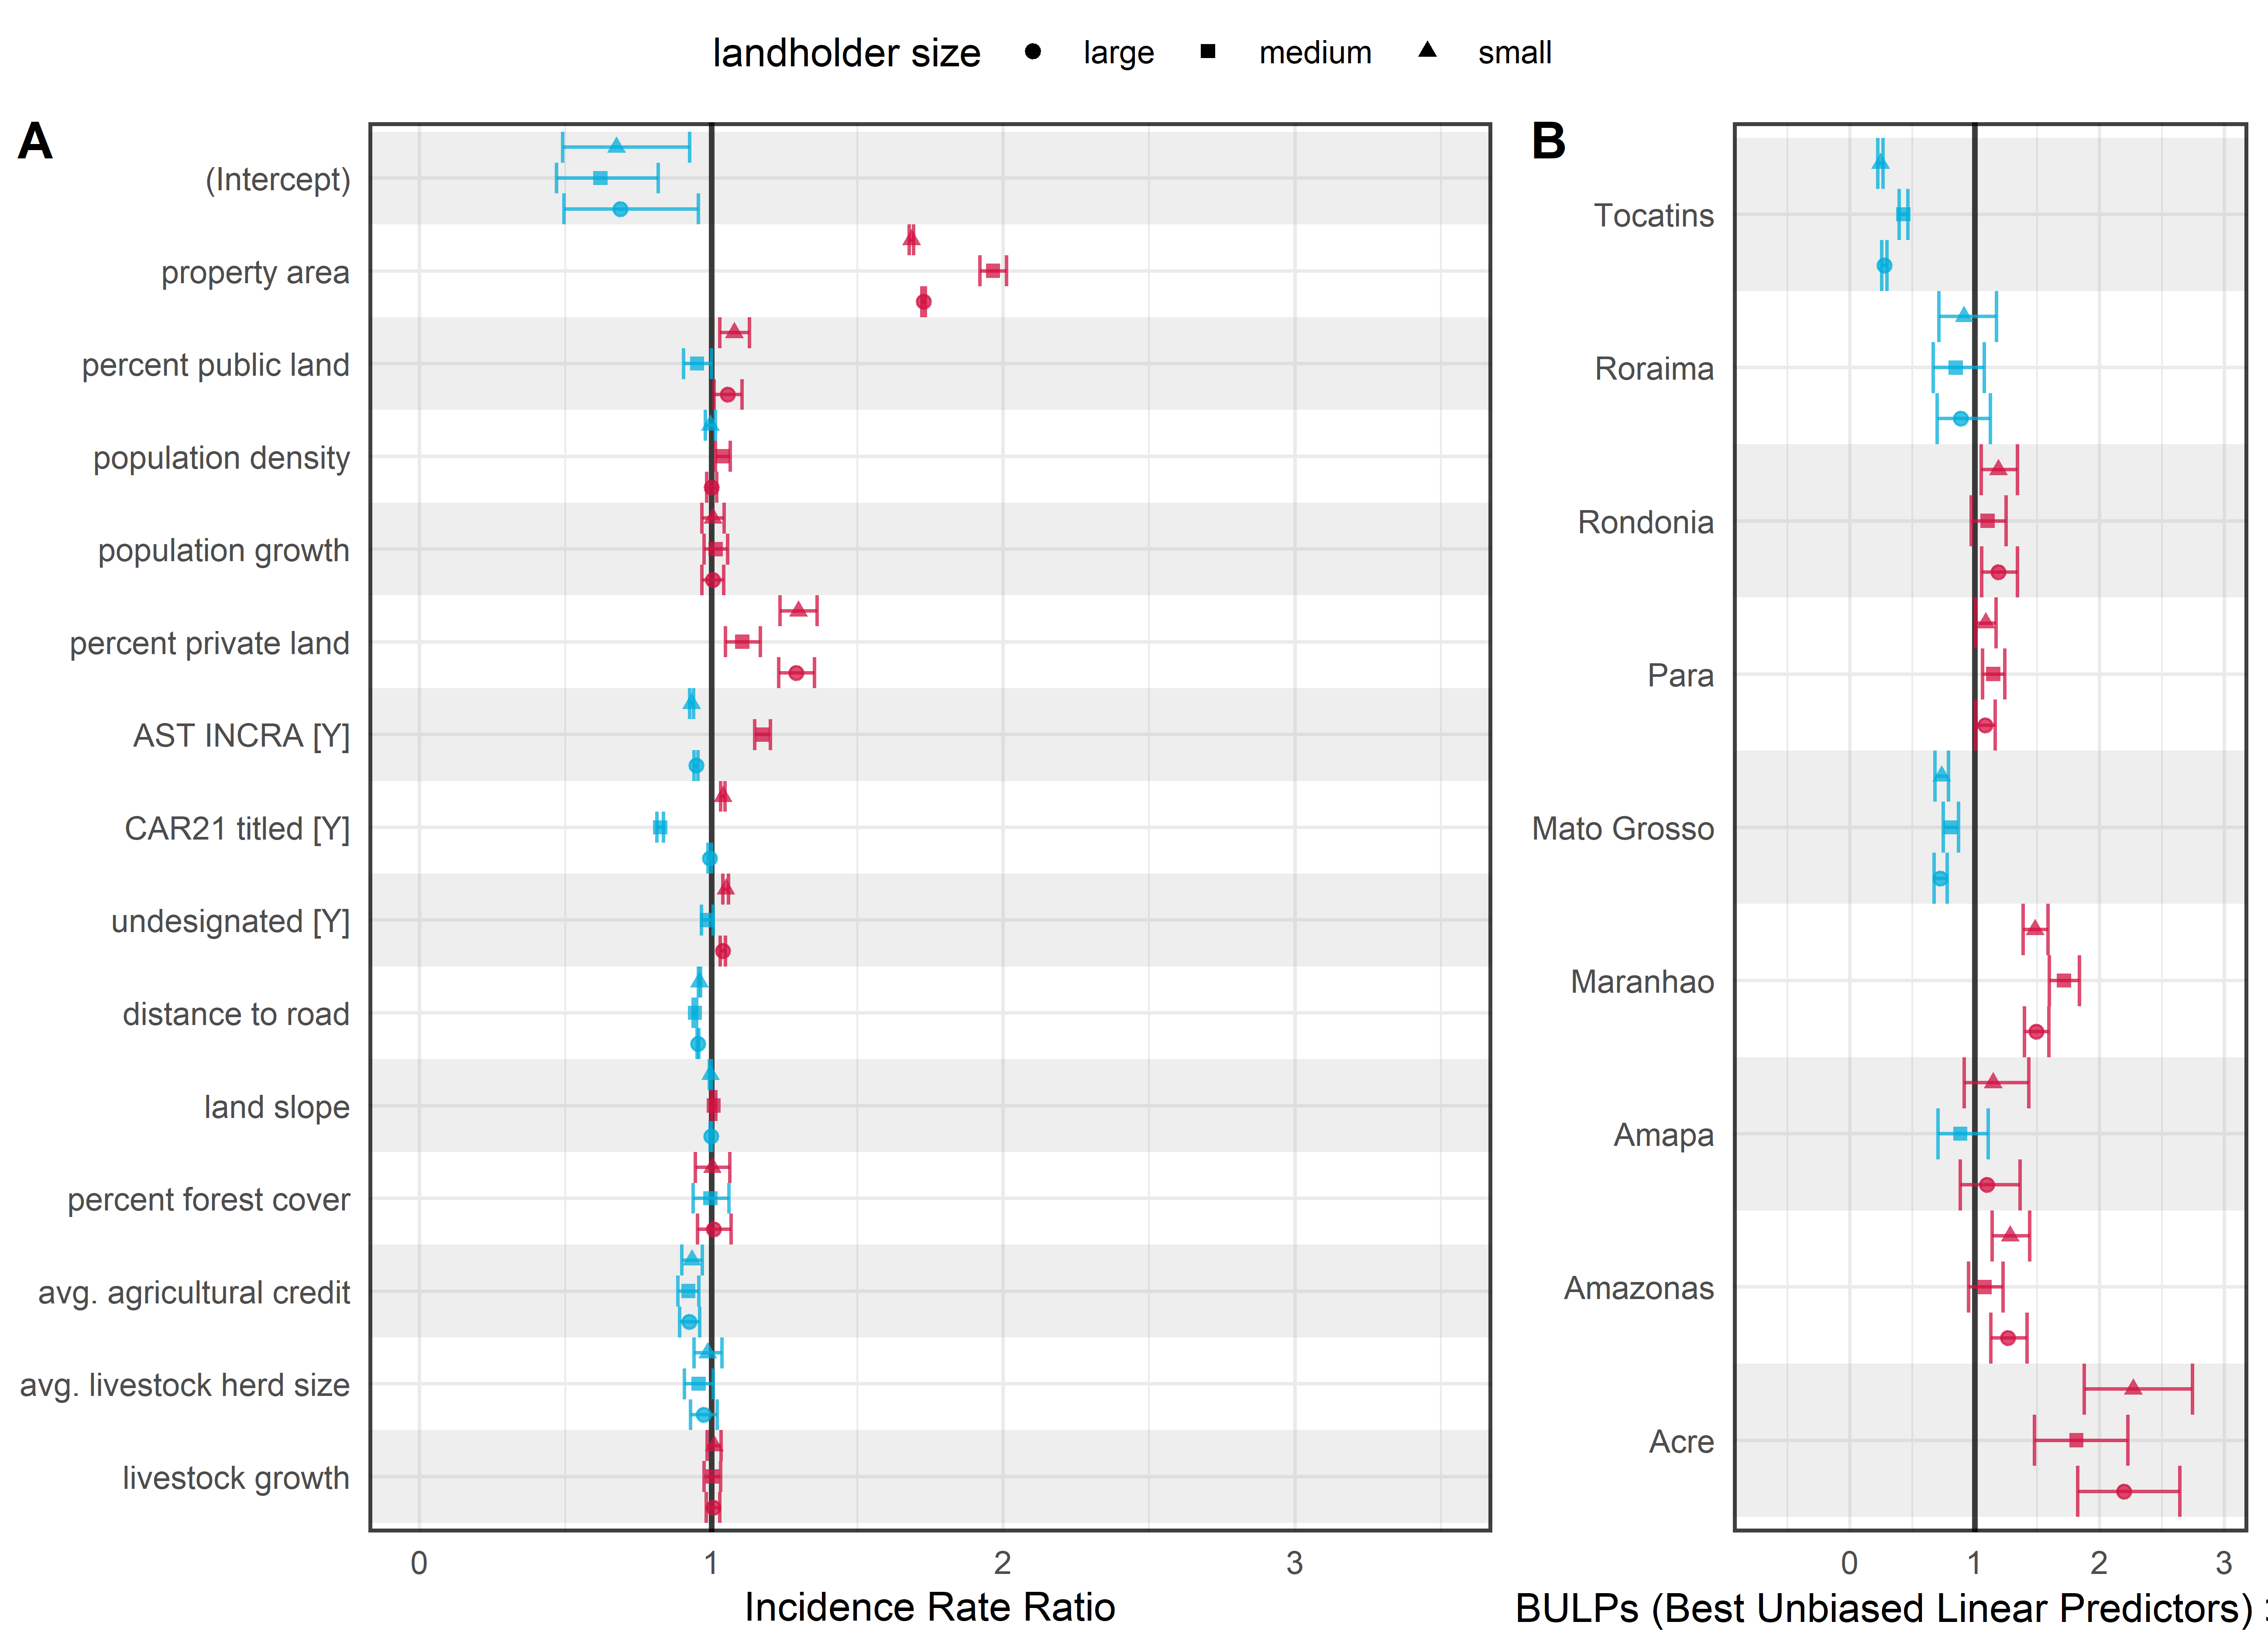 landholder size large medium small
A
(Intercept)
property area
percent public land
population density
population growth
percent private land
AST INCRA [Y]
CAR21 titled [Y]
undesignated [Y]
distance to road
land slope
percent forest cover
avg. agricultural credit
avg. livestock herd size
livestock growth
0 1 2 3
Incidence Rate Ratio
B
Tocatins
Roraima
Rondonia
Para
Mato Grosso
Maranhao
Amapa
Amazonas
Acre
0 1 2 3
BULPs (Best Unbiased Linear Predictors)